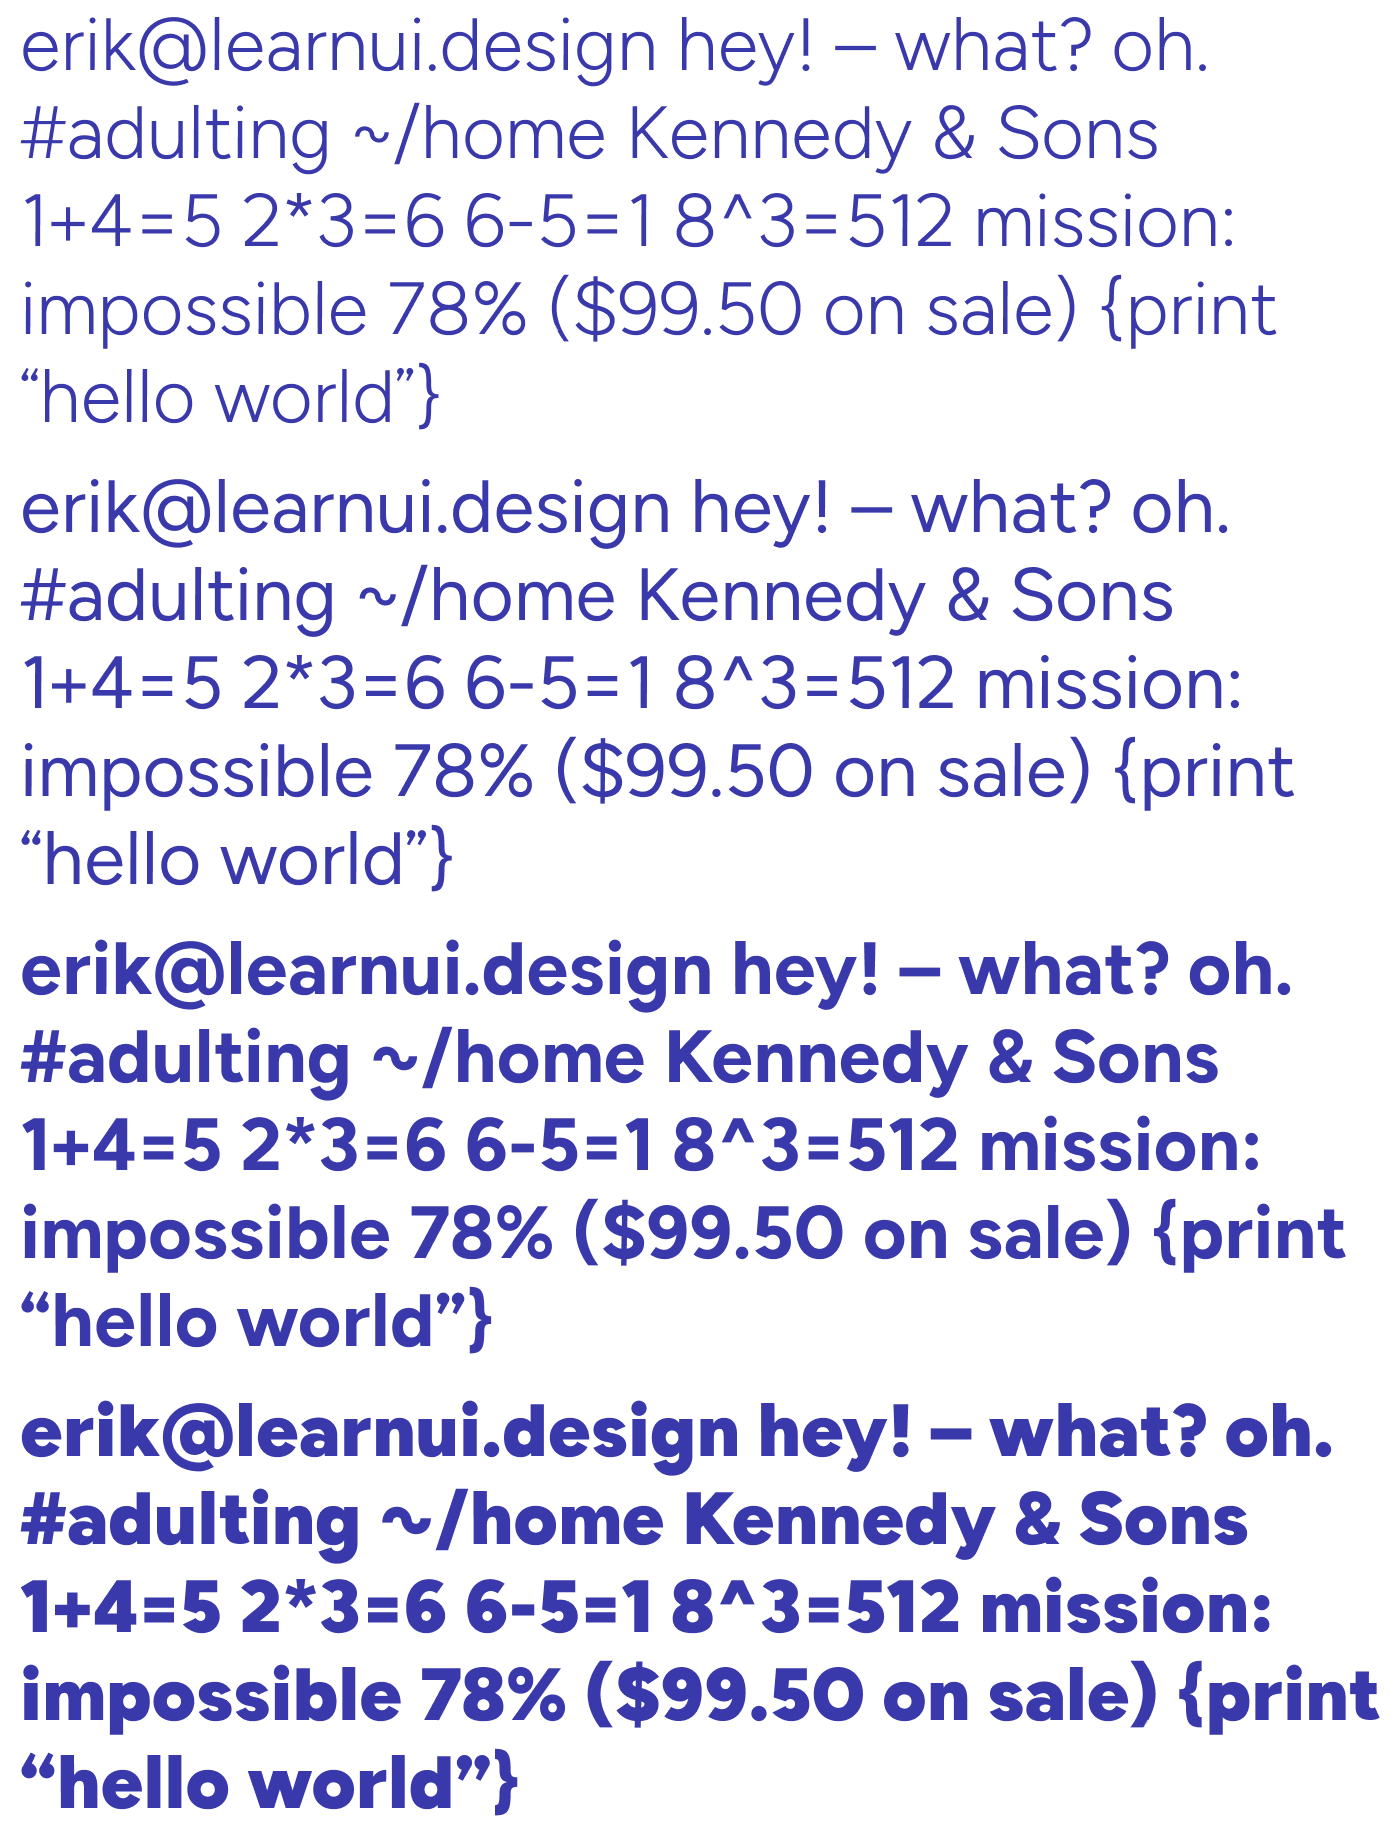 erik@learnui.design hey! – what? oh.
#adulting ~/home Kennedy & Sons
1+4=5 2*3=6 6-5=1 8^3=512 mission:
impossible 78% ($99.50 on sale) {print
“hello world”}
erik@learnui.design hey! – what? oh.
#adulting ~/home Kennedy & Sons
1+4=5 2*3=6 6-5=1 8^3=512 mission:
impossible 78% ($99.50 on sale) {print
“hello world”}
erik@learnui.design hey! – what? oh.
#adulting ~/home Kennedy & Sons
1+4=5 2*3=6 6-5=1 8^3=512 mission:
impossible 78% ($99.50 on sale) {print
“hello world”}
erik@learnui.design hey! – what? oh.
#adulting ~/home Kennedy & Sons
1+4=5 2*3=6 6-5=1 8^3=512 mission:
impossible 78% ($99.50 on sale) {print
“hello world”}